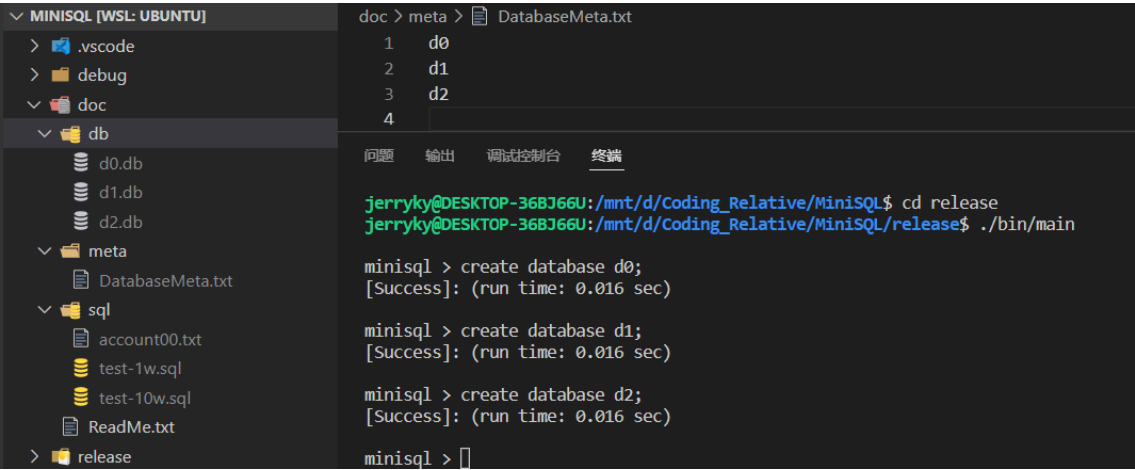 MINISQL [WSL: UBUNTU]
.vscode
debug
doc
db
d0.db
d1.db
d2.db
meta
DatabaseMeta.txt
sql
account00.txt
test-1w.sql
test-10w.sql
ReadMe.txt
release
doc > meta > DatabaseMeta.txt
1 d0
2 d1
3 d2
4
问题 输出 调试控制台 终端
jerryky@DESKTOP-36BJ66U:/mnt/d/Coding_Relative/MiniSQL$ cd release
jerryky@DESKTOP-36BJ66U:/mnt/d/Coding_Relative/MiniSQL/release$ ./bin/main
minisql > create database d0;
[Success]: (run time: 0.016 sec)
minisql > create database d1;
[Success]: (run time: 0.016 sec)
minisql > create database d2;
[Success]: (run time: 0.016 sec)
minisql >